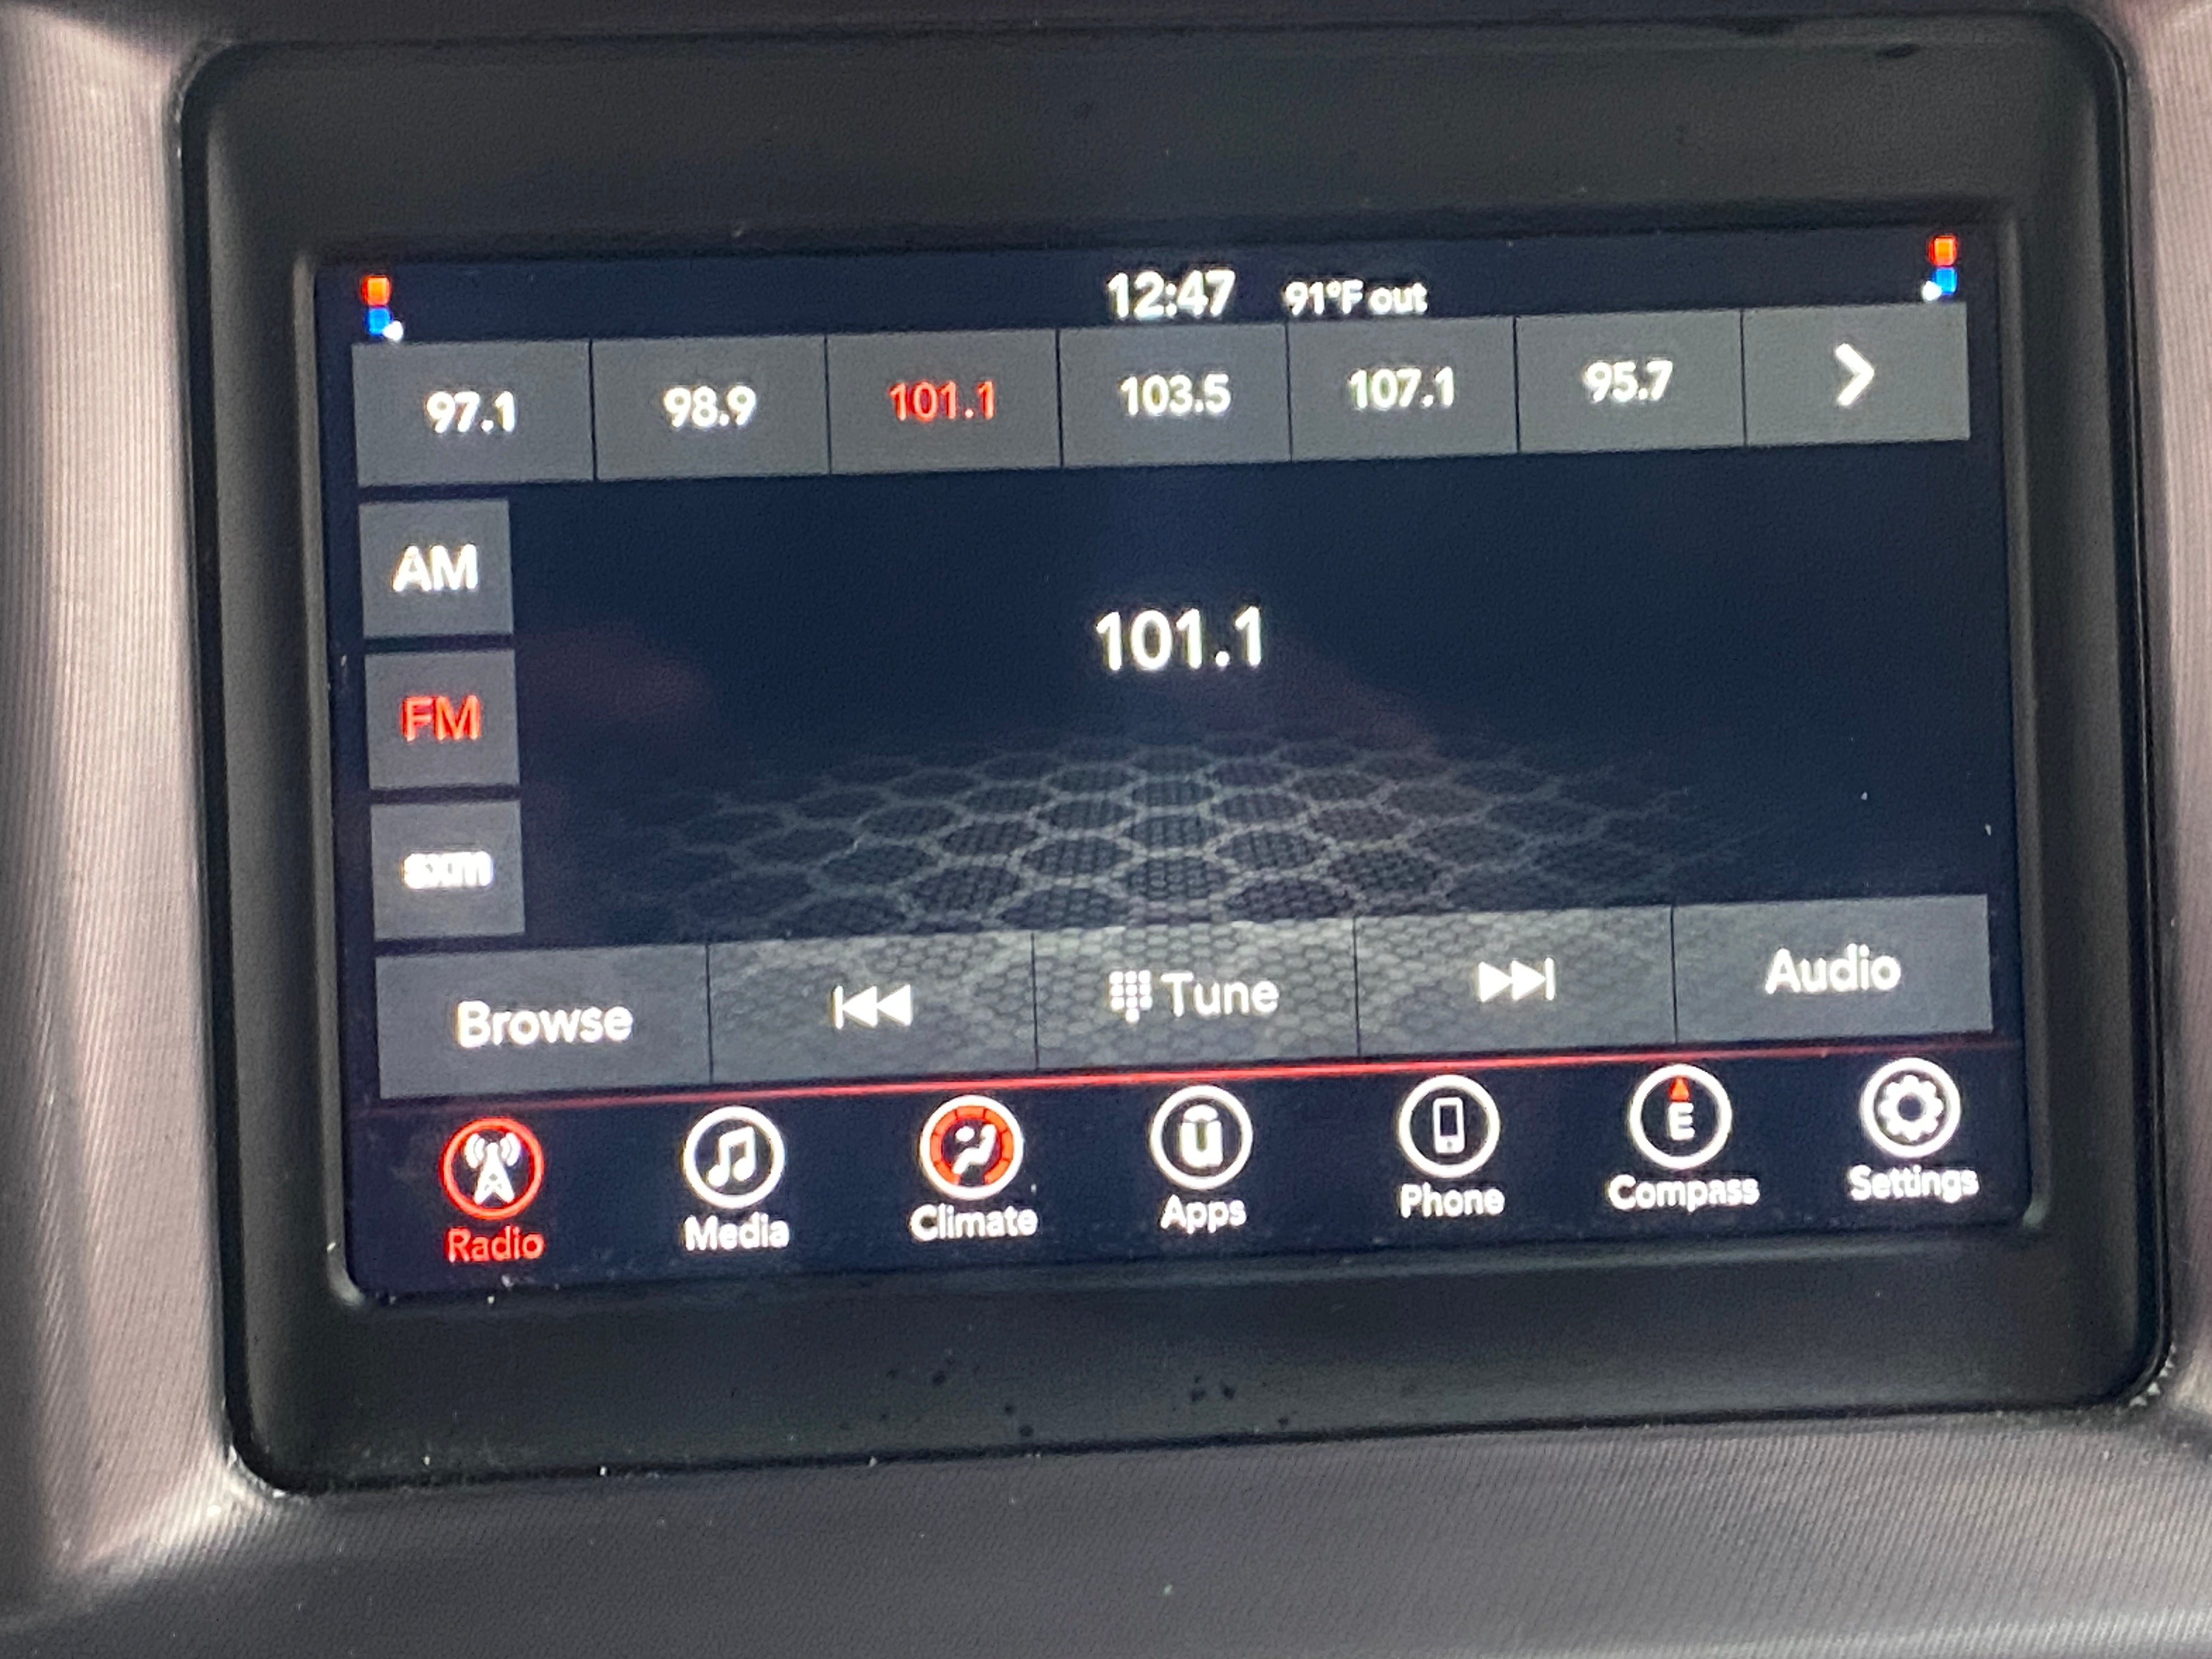 12:47 91°F out
97.1 98.9 101.1 103.5 107.1 95.7
AM
101.1
FM
sxm
Browse Tune Audio
Radio Media Climate Apps Phone Compass Settings
u E